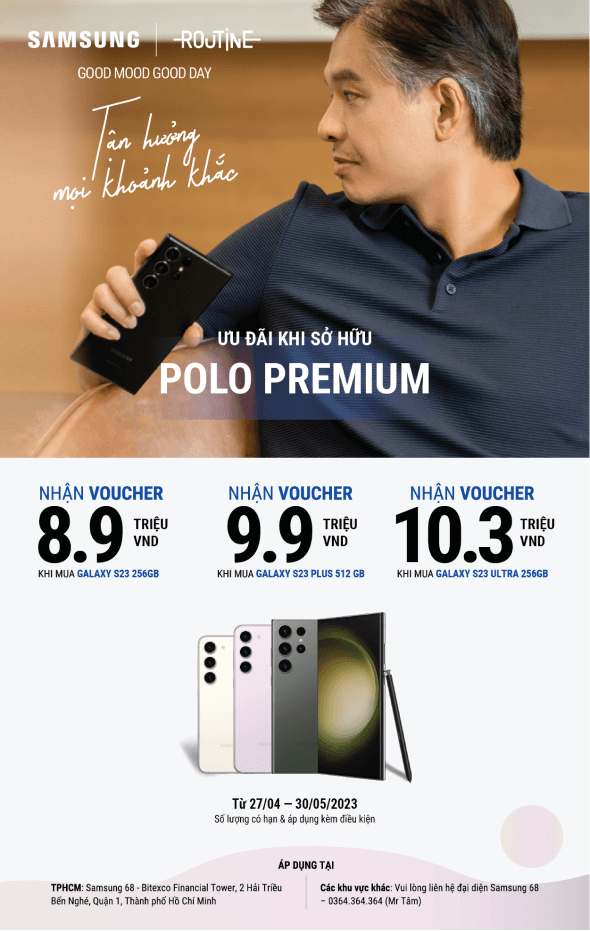 SAMSUNG
ROUTINE
GOOD MOOD GOOD DAY
Tận hưởng
mọi khoảnh khắc
SAMSUNG
ƯU ĐÃI KHI SỞ HỮU
POLO PREMIUM
NHẬN VOUCHER
8.9 TRIỆU
VND
KHI MUA GALAXY S23 256GB
NHẬN VOUCHER
9.9 TRIỆU
VND
KHI MUA GALAXY S23 PLUS 512 GB
NHẬN VOUCHER
10.3 TRIỆU
VND
KHI MUA GALAXY S23 ULTRA 256GB
Từ 27/04 — 30/05/2023
Số lượng có hạn & áp dụng kèm điều kiện
ÁP DỤNG TẠI
TPHCM: Samsung 68 - Bitexco Financial Tower, 2 Hải Triều
Bến Nghé, Quận 1, Thành phố Hồ Chí Minh
Các khu vực khác: Vui lòng liên hệ đại diện Samsung 68
– 0364.364.364 (Mr Tâm)